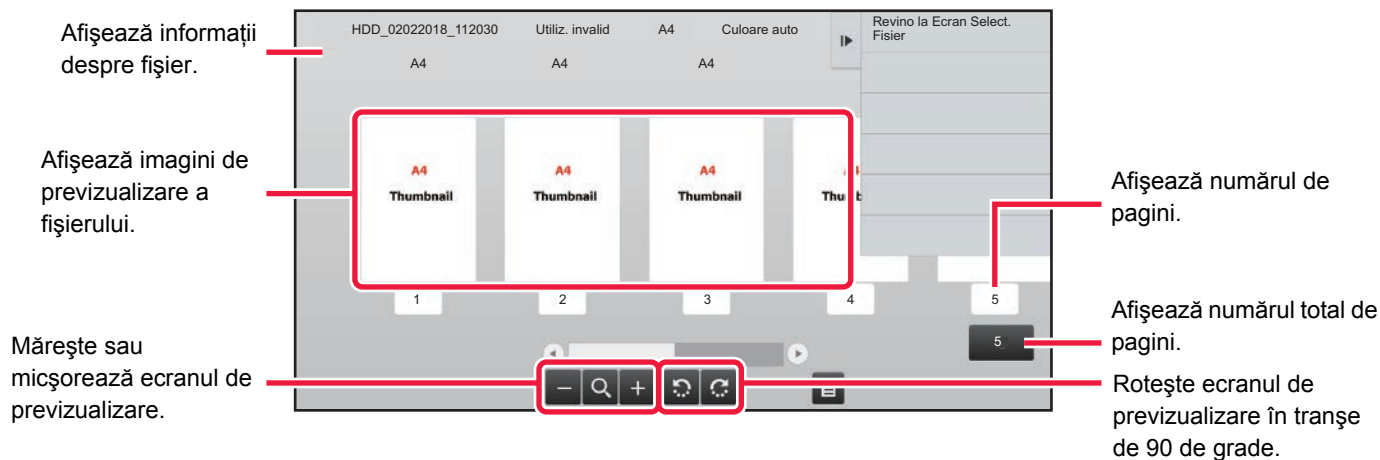 Afişează informații
despre fişier.
HDD_02022018_112030 Utiliz. invalid A4 Culoare auto
A4 A4 A4
Revino la Ecran Select.
Fisier
Afişează imagini de
previzualizare a
fişierului.
A4 A4 A4
Thumbnail Thumbnail Thumbnail
Afişează numărul de
pagini.
1 2 3 4 5
Afişează numărul total de
pagini.
5
Măreşte sau
micşorează ecranul de
previzualizare.
Roteşte ecranul de
previzualizare în tranşe
de 90 de grade.